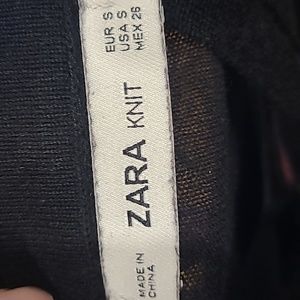 EUR S
USA S
MEX 26
ZARA KNIT
MADE IN
CHINA